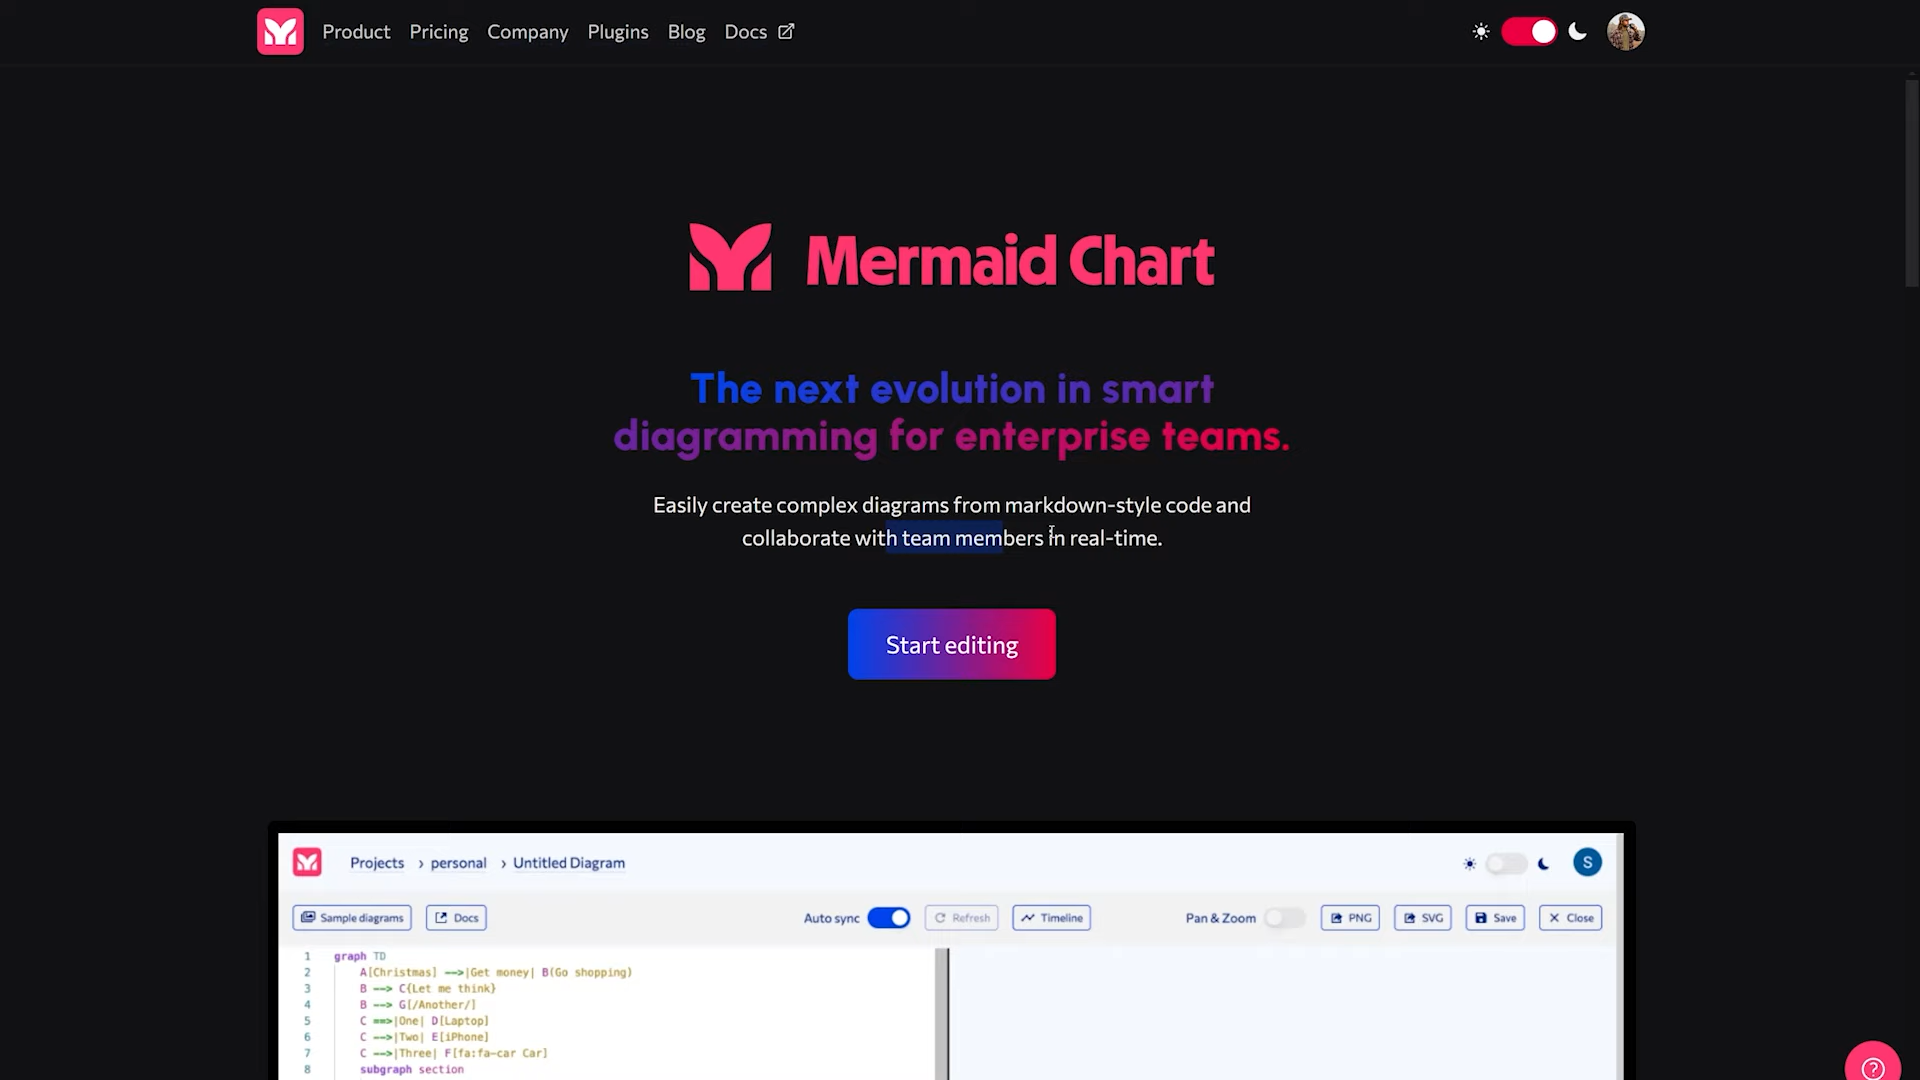 Product Pricing Company Plugins Blog Docs
Mermaid Chart
The next evolution in smart
diagramming for enterprise teams.
Easily create complex diagrams from markdown-style code and
collaborate with team members in real-time.
Start editing
Projects > personal > Untitled Diagram S
Sample diagrams Docs Auto sync Refresh Timeline Pan & Zoom PNG SVG Save Close
1 graph TD
2 A[Christmas] -->|Get money| B(Go shopping)
3 B --> C{Let me think}
4 B --> G[/Another/]
5 C ==>|One| D[Laptop]
6 C -->|Two| E[iPhone]
7 C -->|Three| F[fa:fa-car Car]
8 subgraph section
?